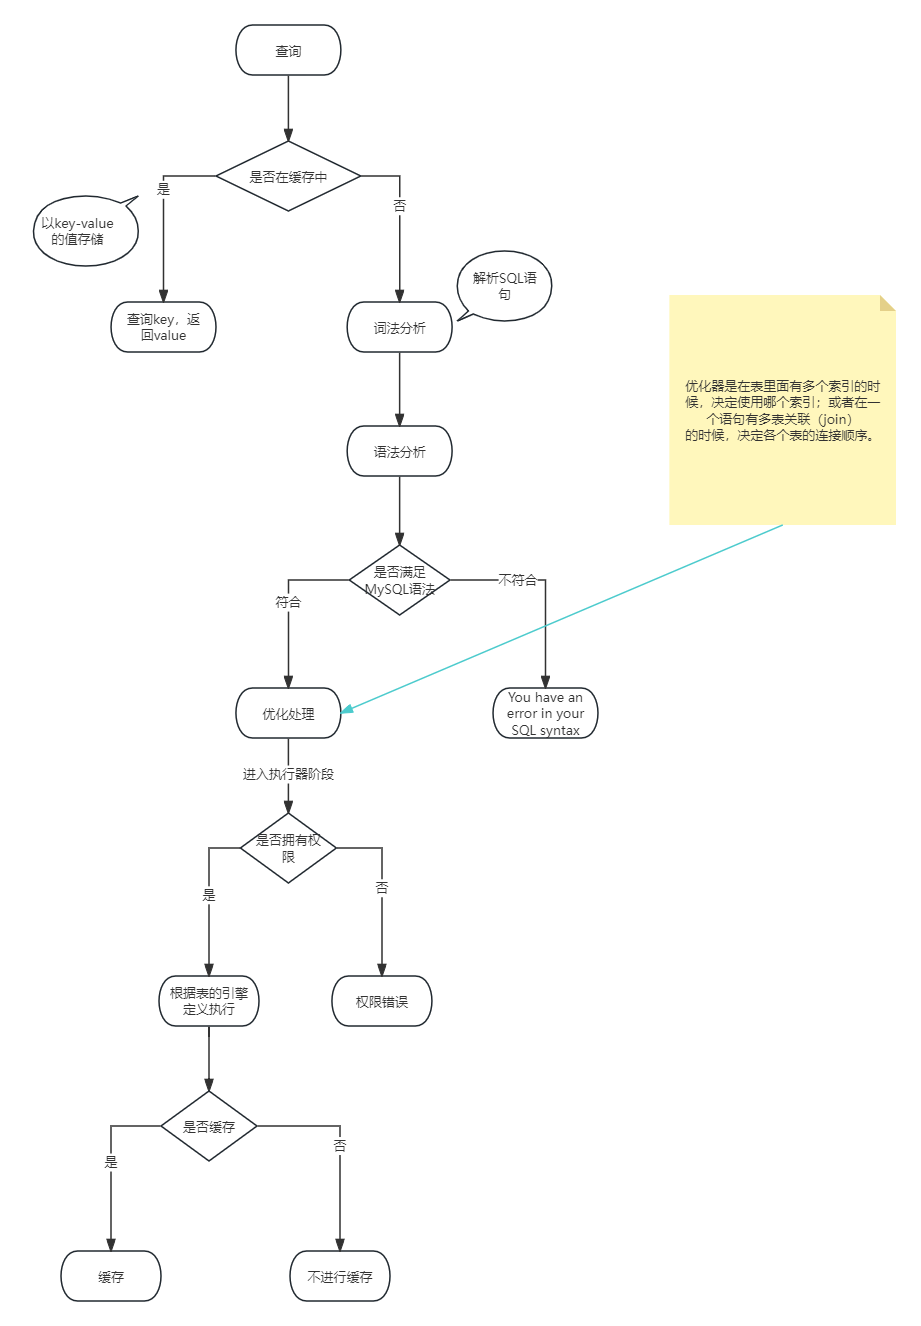 查询
是否在缓存中
是
否
以key-value
的值存储
查询key，返
回value
解析SQL语
句
词法分析
优化器是在表里面有多个索引的时
候，决定使用哪个索引；或者在一
个语句有多表关联（join）
的时候，决定各个表的连接顺序。
语法分析
是否满足
MySQL语法
符合
不符合
优化处理
You have an
error in your
SQL syntax
进入执行器阶段
是否拥有权
限
是
否
根据表的引擎
定义执行
权限错误
是否缓存
是
否
缓存
不进行缓存